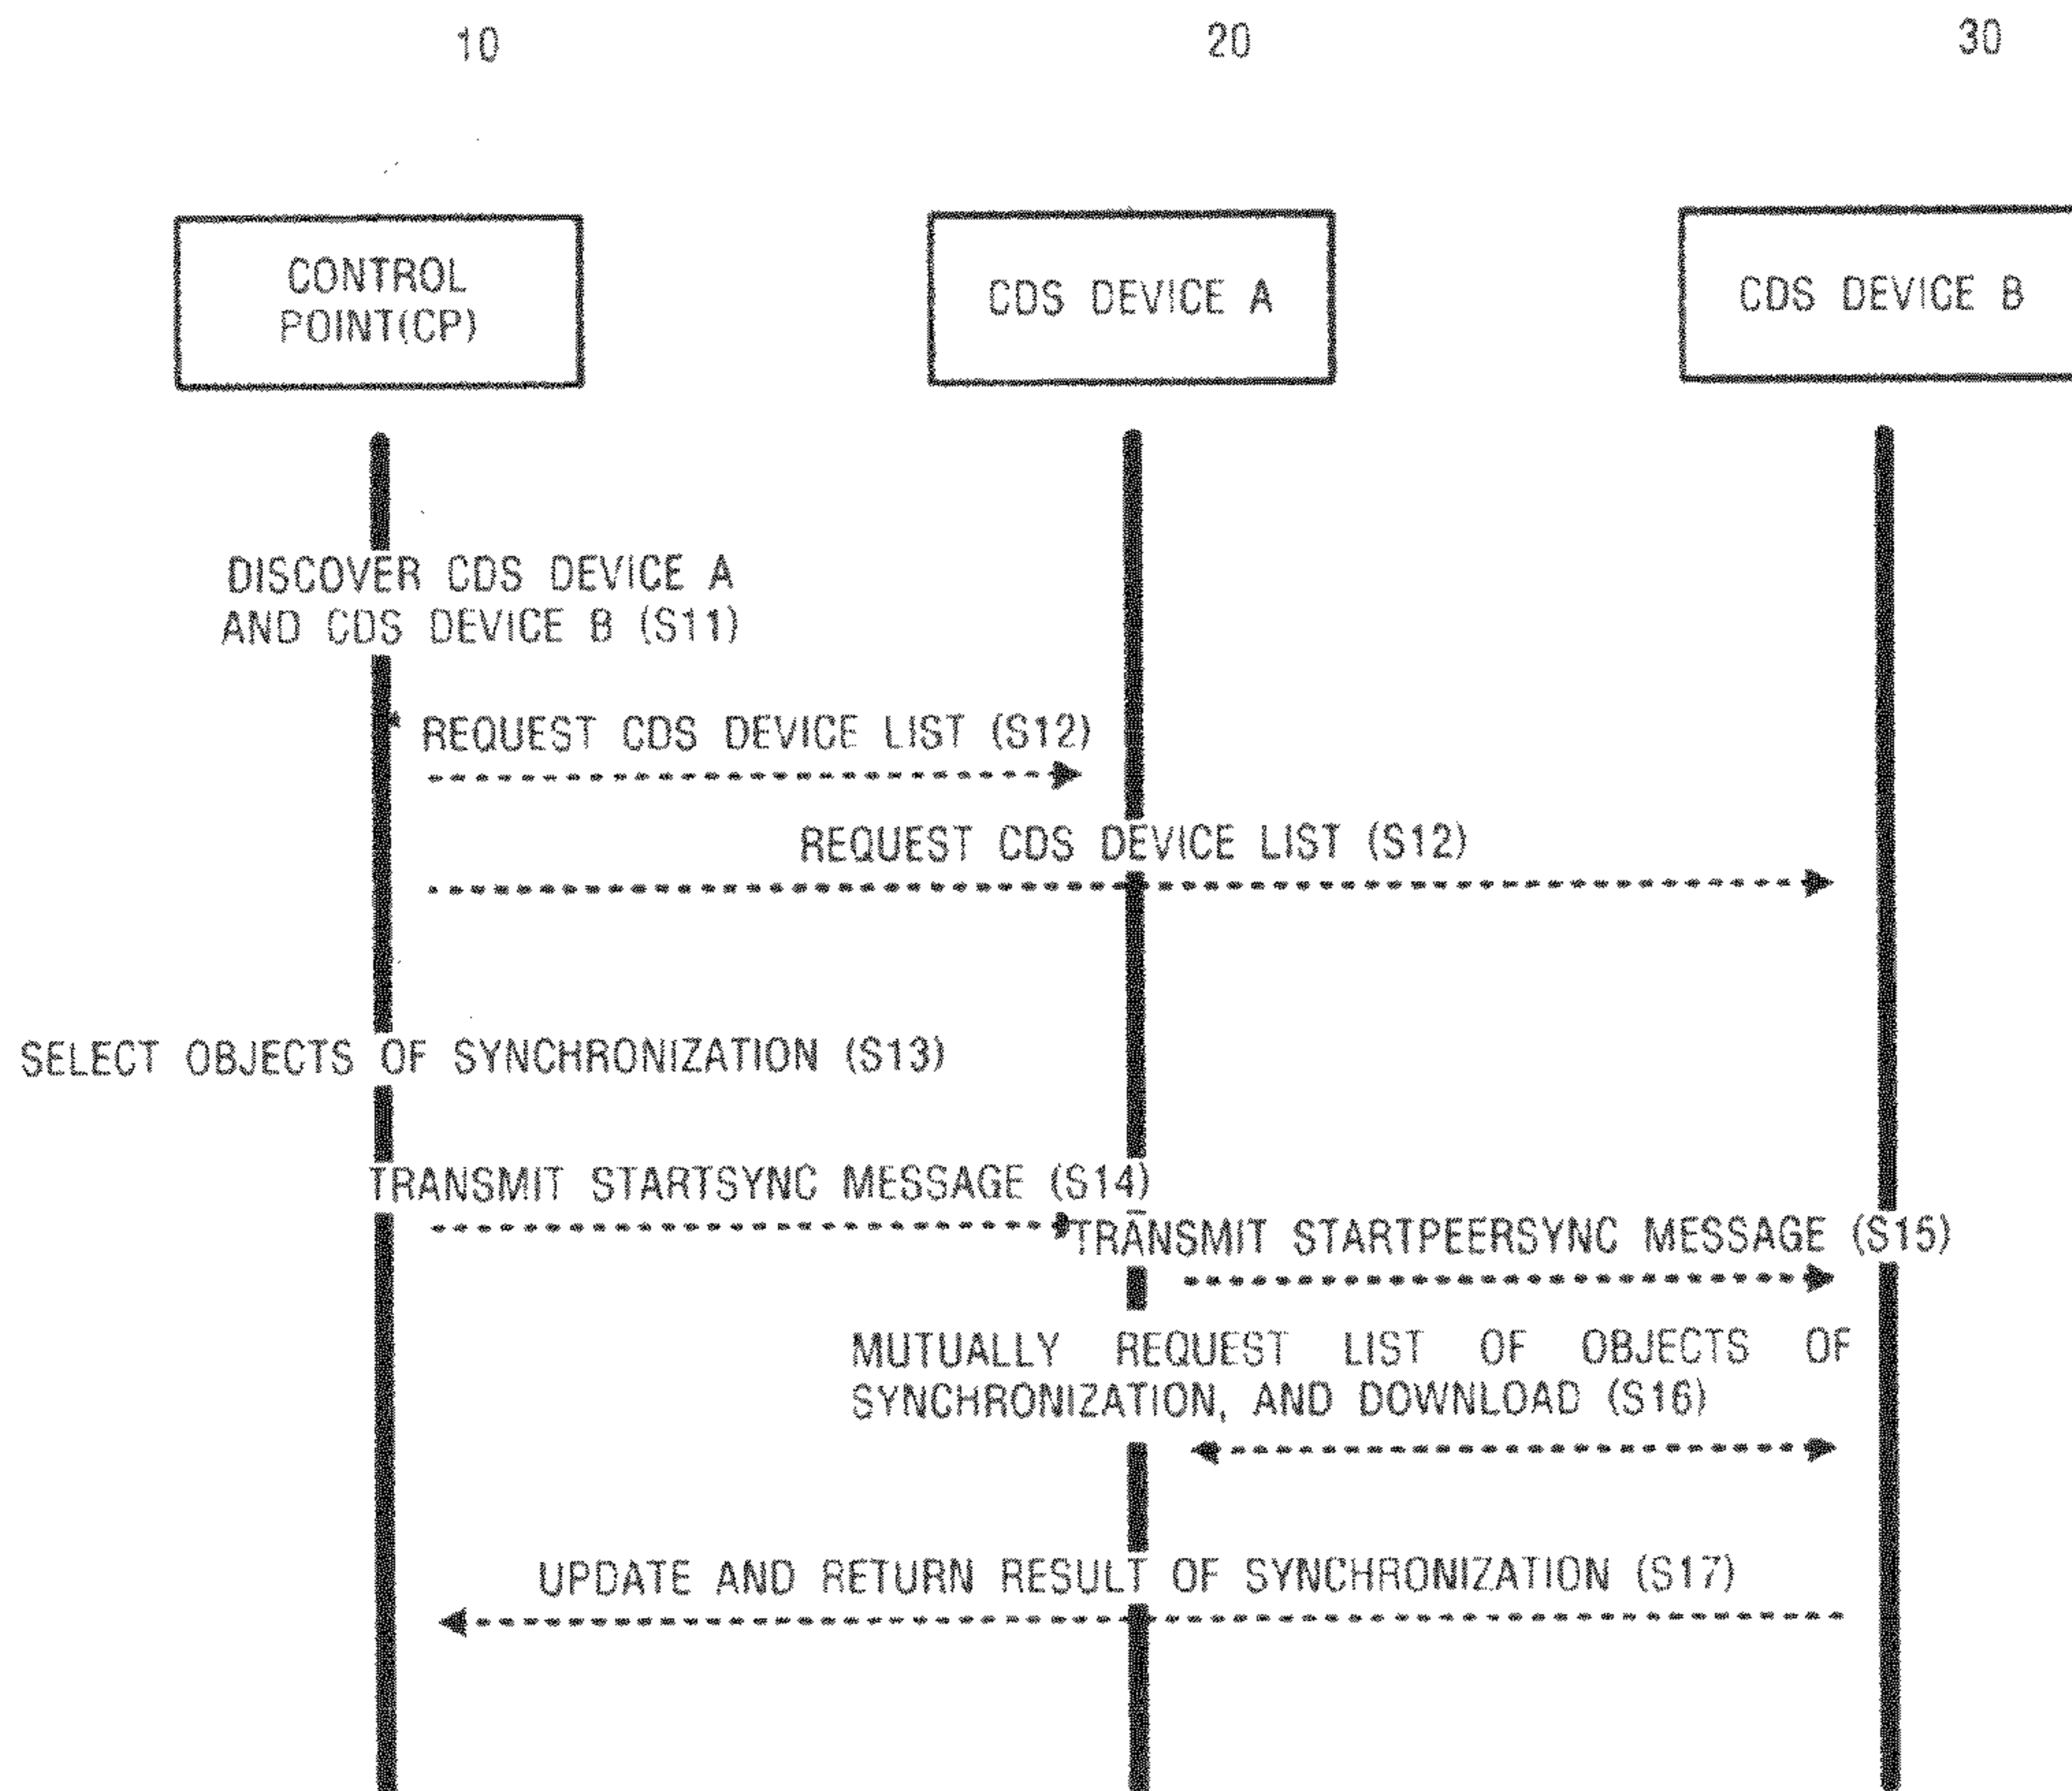 10
20
30
CONTROL
POINT(CP)
CDS DEVICE A
CDS DEVICE B
DISCOVER CDS DEVICE A
AND CDS DEVICE B (S11)
REQUEST CDS DEVICE LIST (S12)
REQUEST CDS DEVICE LIST (S12)
SELECT OBJECTS OF SYNCHRONIZATION (S13)
TRANSMIT STARTSYNC MESSAGE (S14)
TRANSMIT STARTPEERSYNC MESSAGE (S15)
MUTUALLY REQUEST LIST OF OBJECTS OF
SYNCHRONIZATION, AND DOWNLOAD (S16)
UPDATE AND RETURN RESULT OF SYNCHRONIZATION (S17)